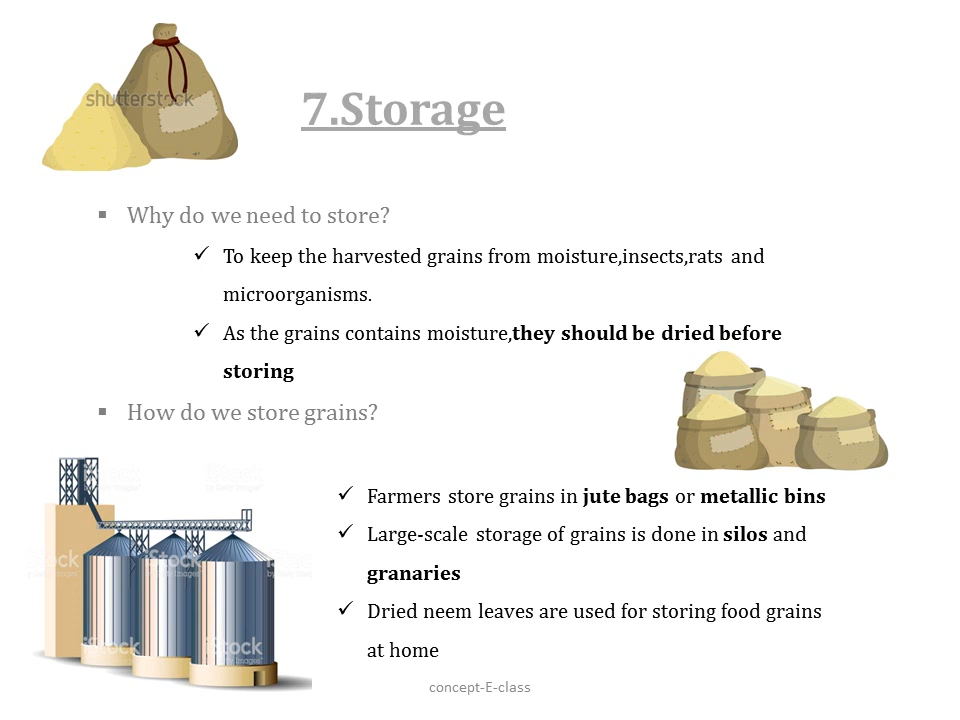 shutterstock
7.Storage
▪ Why do we need to store?
✓ To keep the harvested grains from moisture,insects,rats and
microorganisms.
✓ As the grains contains moisture,they should be dried before
storing
▪ How do we store grains?
✓ Farmers store grains in jute bags or metallic bins
✓ Large-scale storage of grains is done in silos and
granaries
✓ Dried neem leaves are used for storing food grains
at home
iStock
iStock
concept-E-class